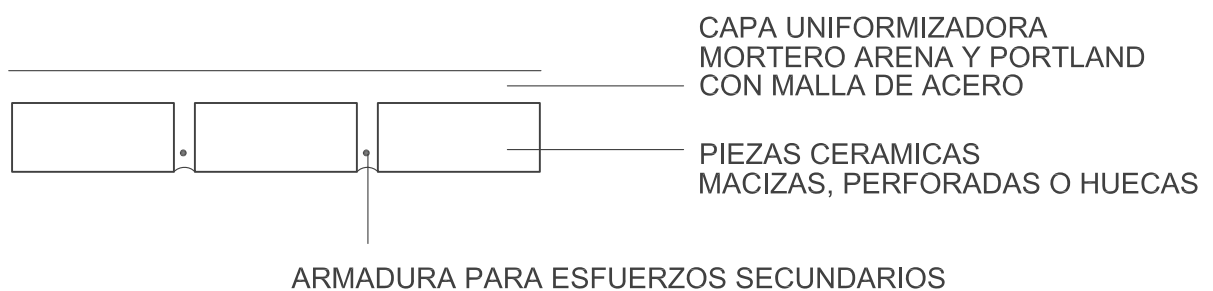 CAPA UNIFORMIZADORA
MORTERO ARENA Y PORTLAND
CON MALLA DE ACERO
PIEZAS CERAMICAS
MACIZAS, PERFORADAS O HUECAS
ARMADURA PARA ESFUERZOS SECUNDARIOS